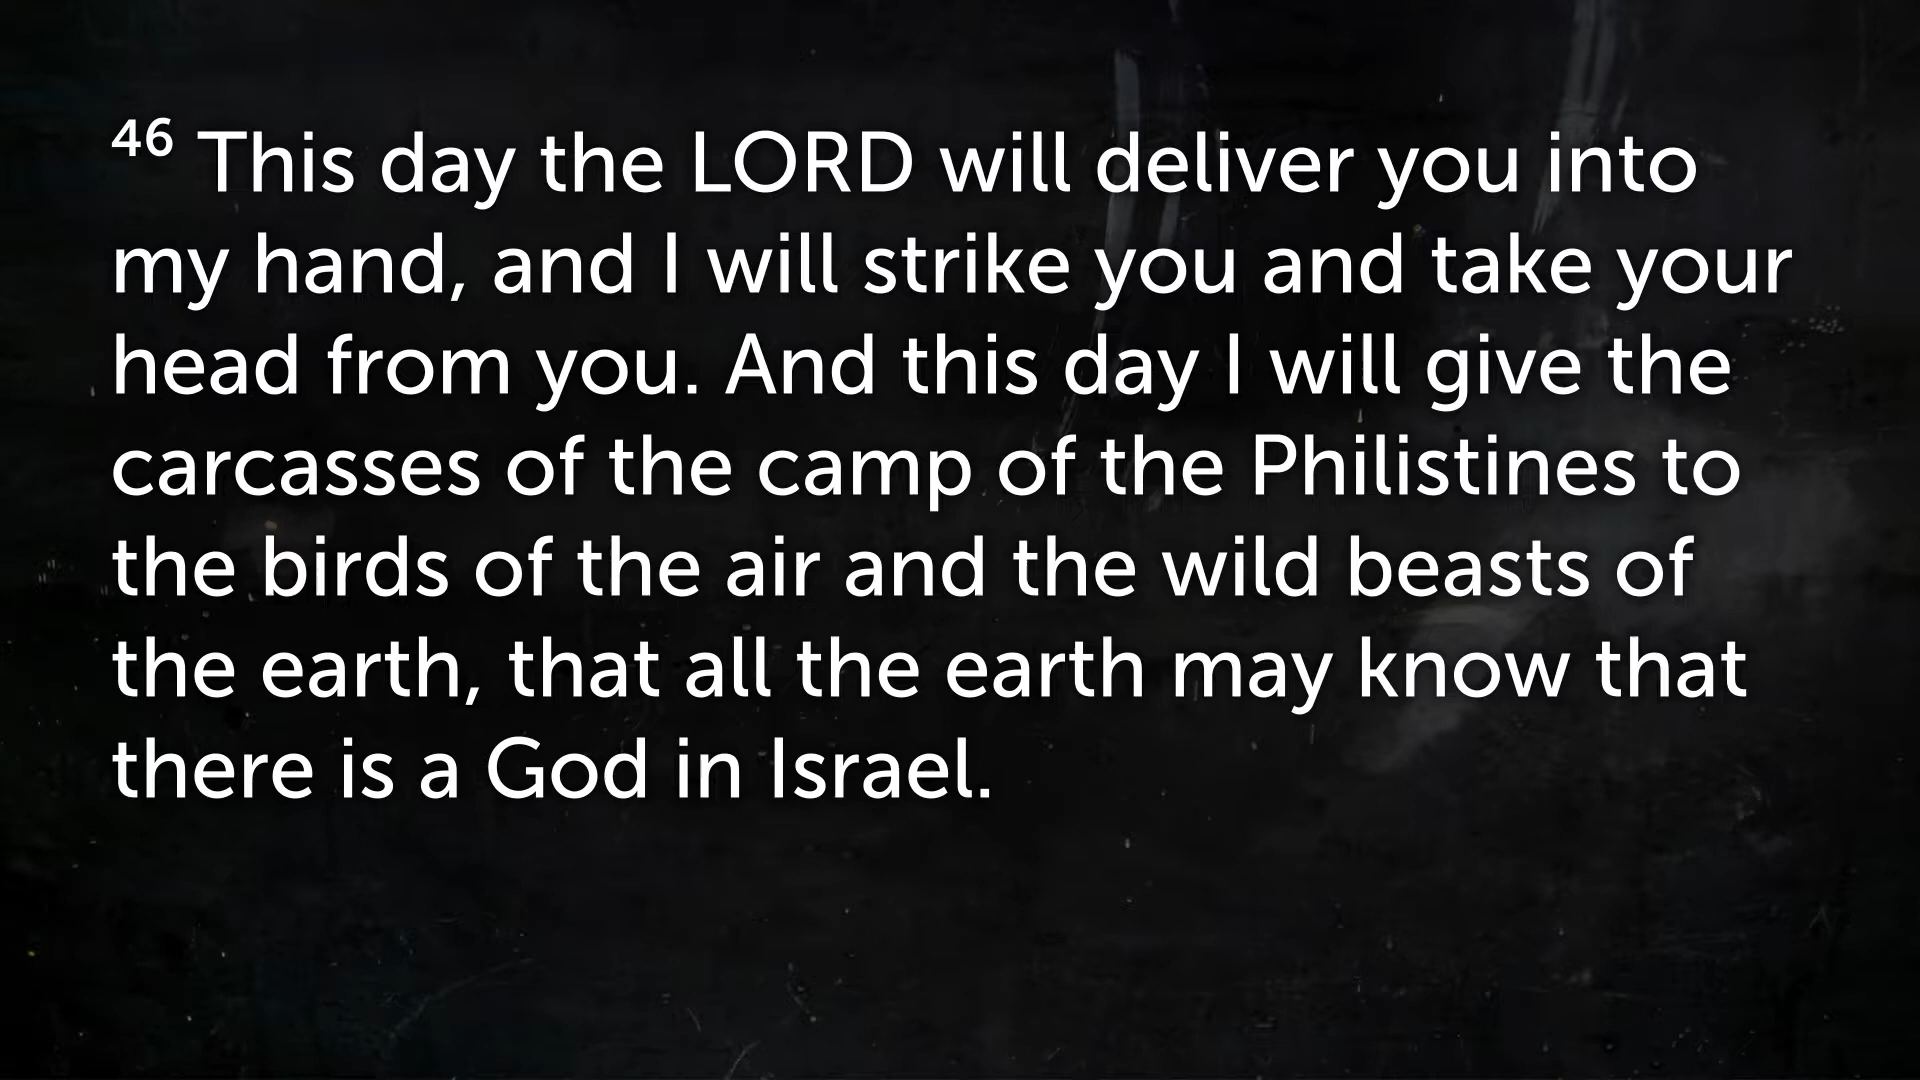 46 This day the LORD will deliver you into
my hand, and I will strike you and take your
head from you. And this day I will give the
carcasses of the camp of the Philistines to
the birds of the air and the wild beasts of
the earth, that all the earth may know that
there is a God in Israel.